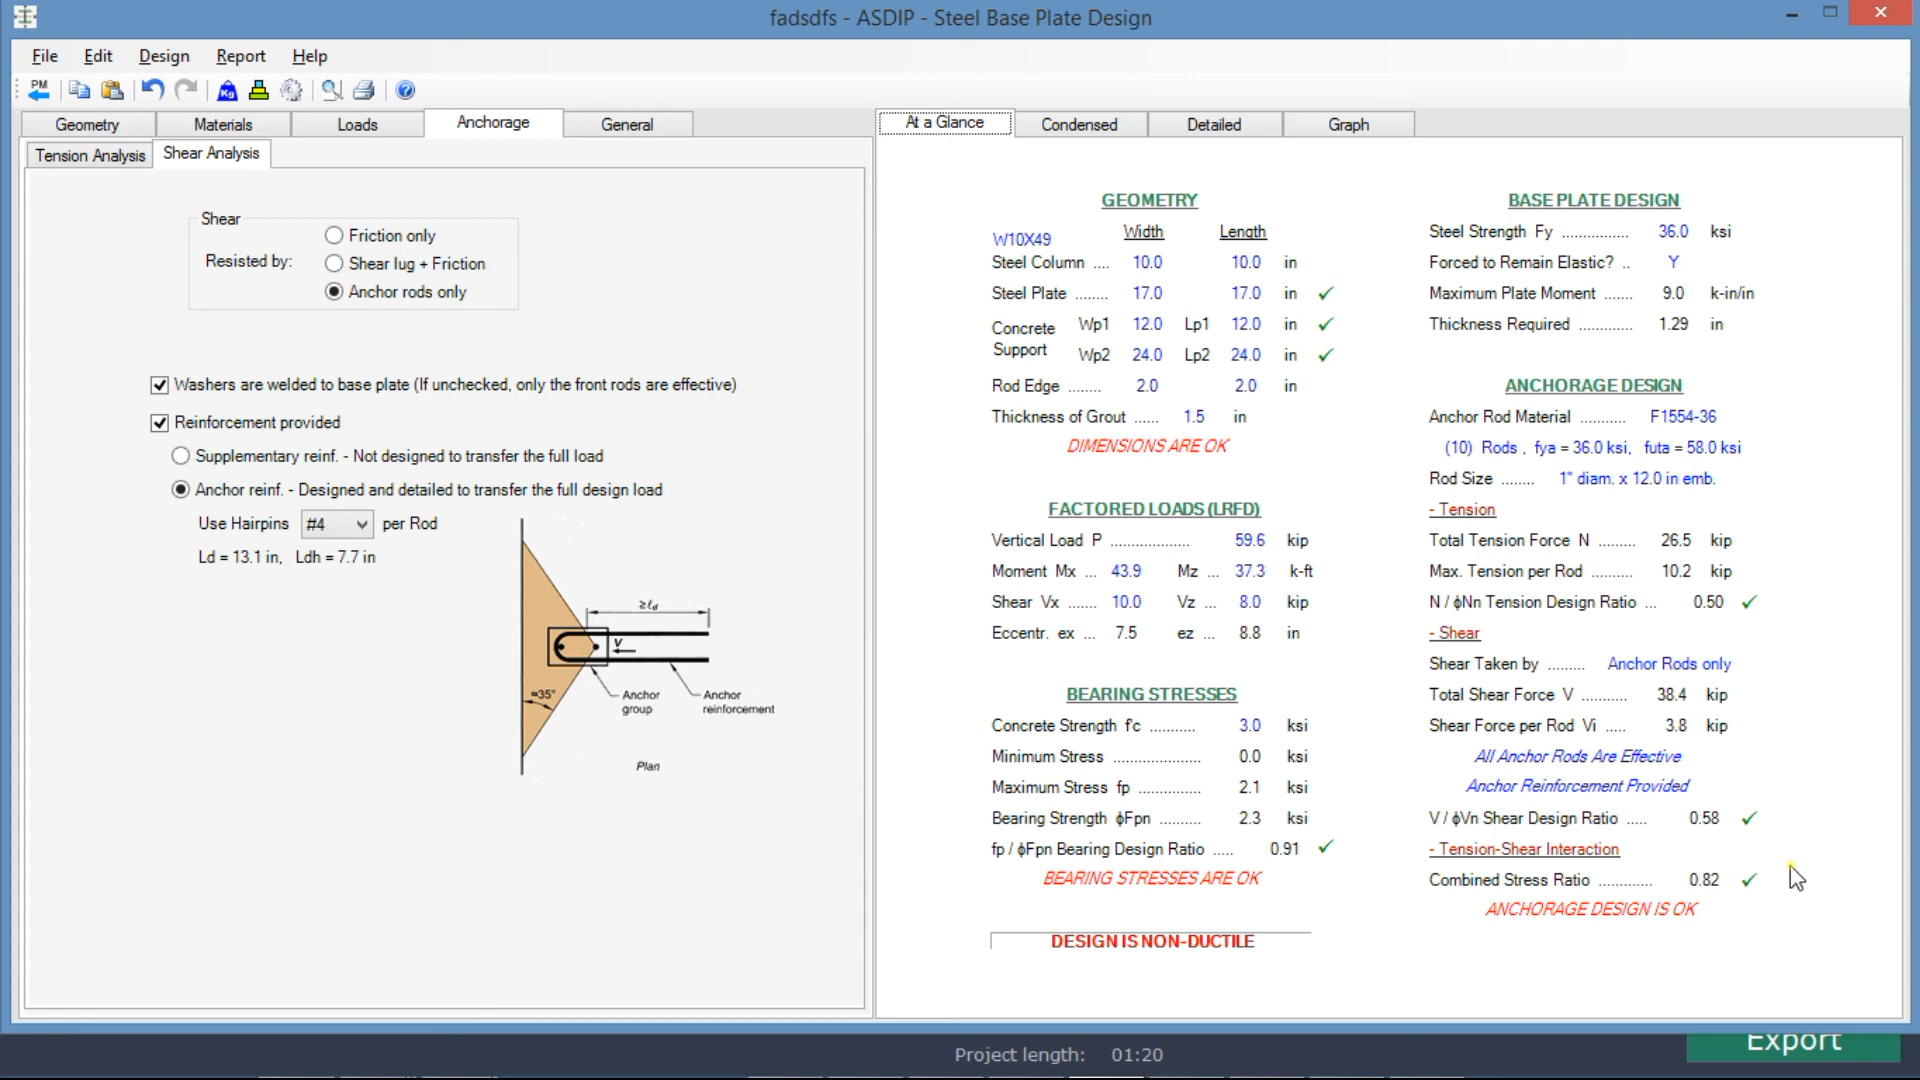 fadsdfs - ASDIP - Steel Base Plate Design
File Edit Design Report Help
PM Kg
Geometry Materials Loads Anchorage General
Tension Analysis Shear Analysis
Shear
Resisted by:
Friction only
Shear lug + Friction
Anchor rods only
Washers are welded to base plate (If unchecked, only the front rods are effective)
Reinforcement provided
Supplementary reinf. - Not designed to transfer the full load
Anchor reinf. - Designed and detailed to transfer the full design load
Use Hairpins #4 per Rod
Ld = 13.1 in, Ldh = 7.7 in
≥ℓd
V
≈35°
Anchor group
Anchor reinforcement
Plan
At a Glance Condensed Detailed Graph
GEOMETRY
W10X49 Width Length
Steel Column .... 10.0 10.0 in
Steel Plate ........ 17.0 17.0 in ✓
Concrete Support Wp1 12.0 Lp1 12.0 in ✓
Wp2 24.0 Lp2 24.0 in ✓
Rod Edge ........ 2.0 2.0 in
Thickness of Grout ...... 1.5 in
DIMENSIONS ARE OK
FACTORED LOADS (LRFD)
Vertical Load P .................. 59.6 kip
Moment Mx ... 43.9 Mz ... 37.3 k-ft
Shear Vx ....... 10.0 Vz ... 8.0 kip
Eccentr. ex ... 7.5 ez ... 8.8 in
BEARING STRESSES
Concrete Strength f'c .......... 3.0 ksi
Minimum Stress .................... 0.0 ksi
Maximum Stress fp .............. 2.1 ksi
Bearing Strength ϕFpn ......... 2.3 ksi
fp / ϕFpn Bearing Design Ratio ..... 0.91 ✓
BEARING STRESSES ARE OK
DESIGN IS NON-DUCTILE
BASE PLATE DESIGN
Steel Strength Fy ............... 36.0 ksi
Forced to Remain Elastic? .. Y
Maximum Plate Moment ....... 9.0 k-in/in
Thickness Required ............ 1.29 in
ANCHORAGE DESIGN
Anchor Rod Material .......... F1554-36
(10) Rods , fya = 36.0 ksi, futa = 58.0 ksi
Rod Size ........ 1" diam. x 12.0 in emb.
- Tension
Total Tension Force N ........ 26.5 kip
Max. Tension per Rod ......... 10.2 kip
N / ϕNn Tension Design Ratio ... 0.50 ✓
- Shear
Shear Taken by ........ Anchor Rods only
Total Shear Force V .......... 38.4 kip
Shear Force per Rod Vi ..... 3.8 kip
All Anchor Rods Are Effective
Anchor Reinforcement Provided
V / ϕVn Shear Design Ratio ..... 0.58 ✓
- Tension-Shear Interaction
Combined Stress Ratio ............ 0.82 ✓
ANCHORAGE DESIGN IS OK
Project length: 01:20
Export